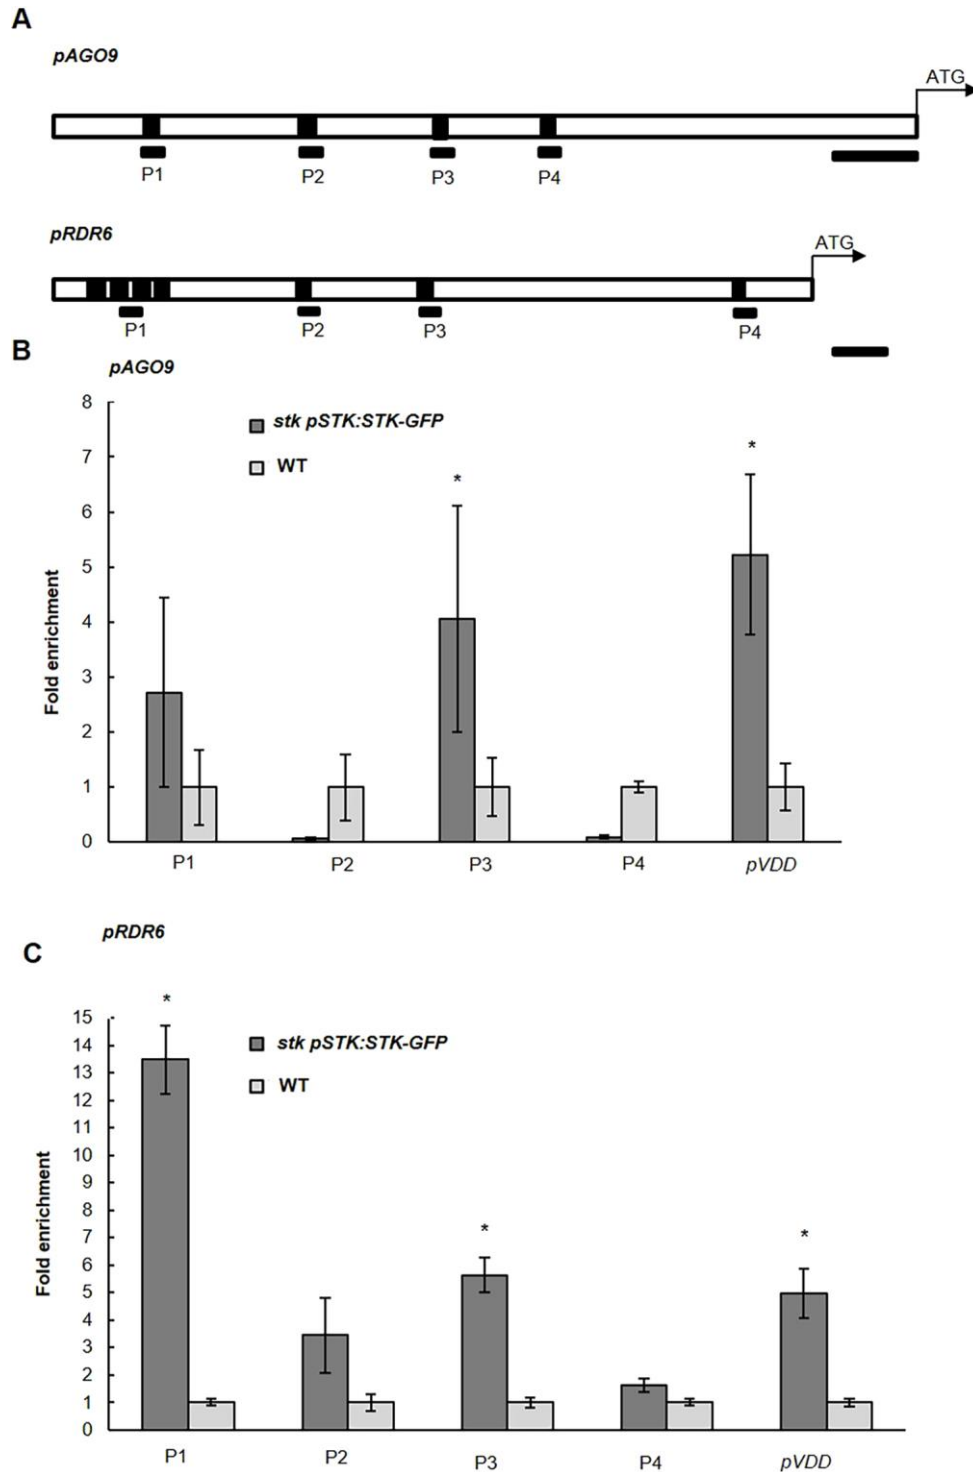 A
pAGO9
ATG
P1 P2 P3 P4
pRDR6
ATG
P1 P2 P3 P4
B
pAGO9
8
7
6
5
4
3
2
1
0
Fold enrichment
stk pSTK:STK-GFP
WT
*
*
P1 P2 P3 P4 pVDD
C
pRDR6
15
14
13
12
11
10
9
8
7
6
5
4
3
2
1
0
Fold enrichment
stk pSTK:STK-GFP
WT
*
*
*
P1 P2 P3 P4 pVDD